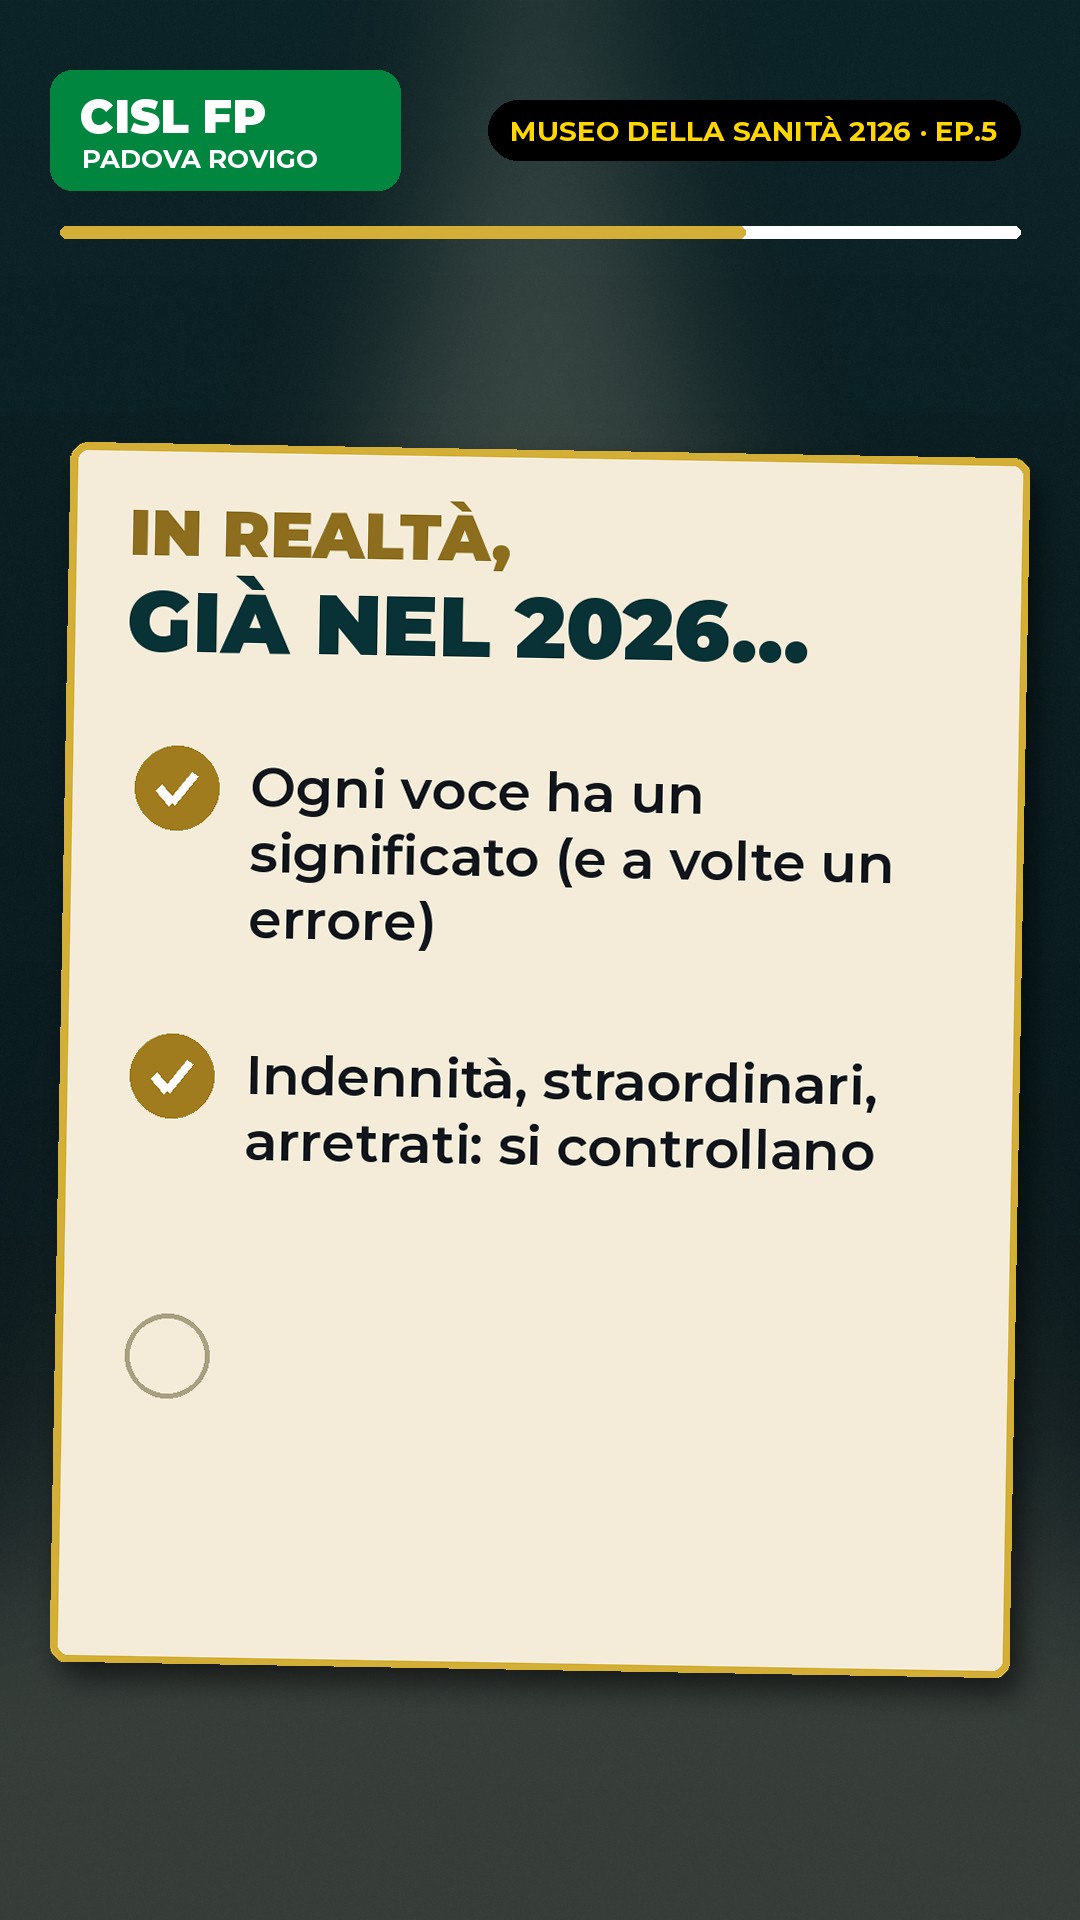 CISL FP
PADOVA ROVIGO
MUSEO DELLA SANITÀ 2126 · EP.5
IN REALTÀ,
GIÀ NEL 2026...
Ogni voce ha un
significato (e a volte un
errore)
Indennità, straordinari,
arretrati: si controllano